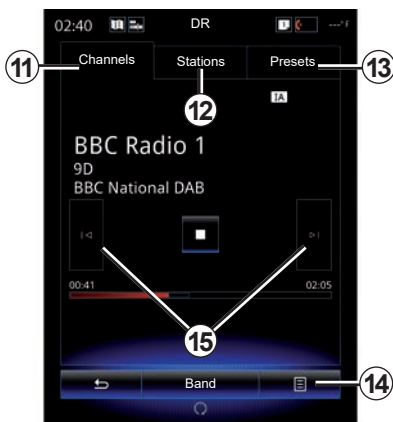 02:40 DR ---°F
11 Channels Stations Presets 13
12
IA
BBC Radio 1
9D
BBC National DAB
00:41 02:05
15
Band 14